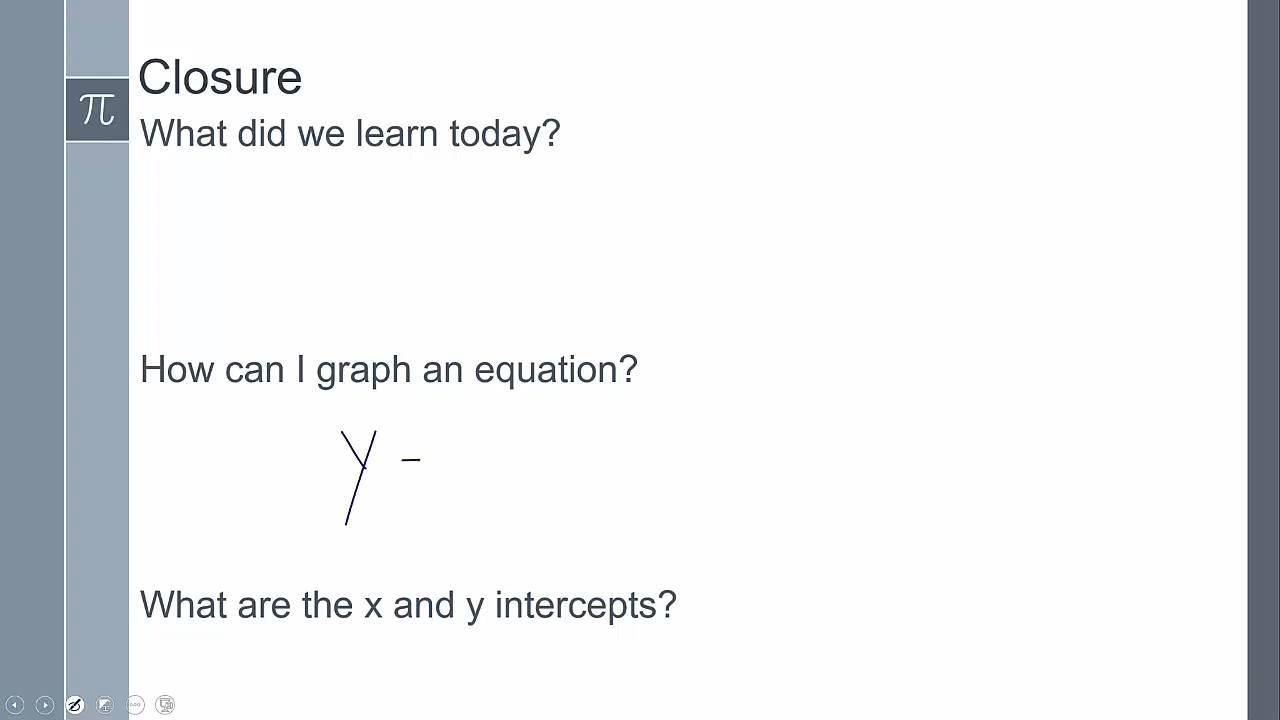 Closure
π
What did we learn today?
How can I graph an equation?
y -
What are the x and y intercepts?